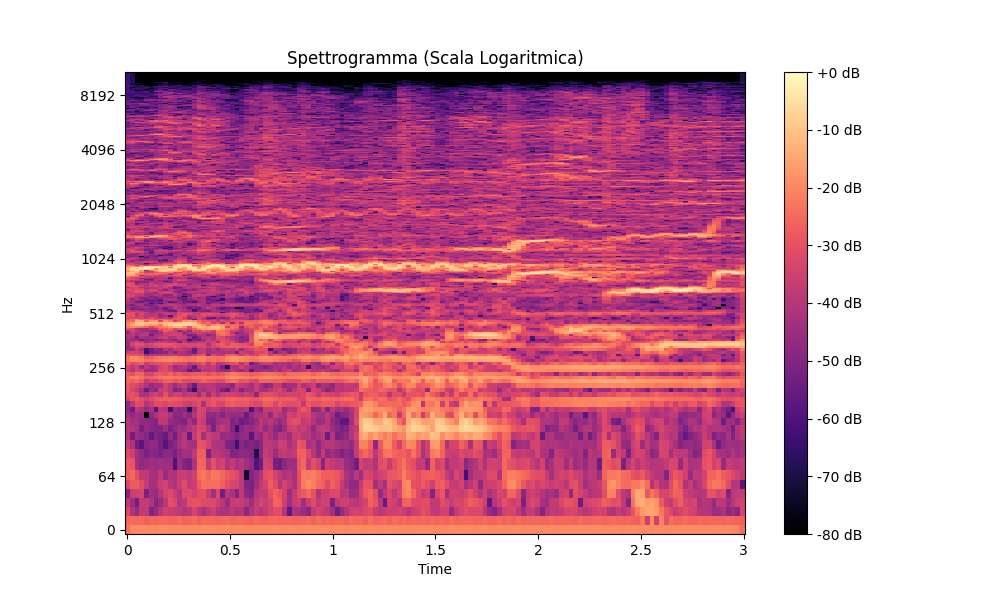 Spettrogramma (Scala Logaritmica)
Hz
8192
4096
2048
1024
512
256
128
64
0
0
0.5
1
1.5
2
2.5
3
Time
+0 dB
-10 dB
-20 dB
-30 dB
-40 dB
-50 dB
-60 dB
-70 dB
-80 dB